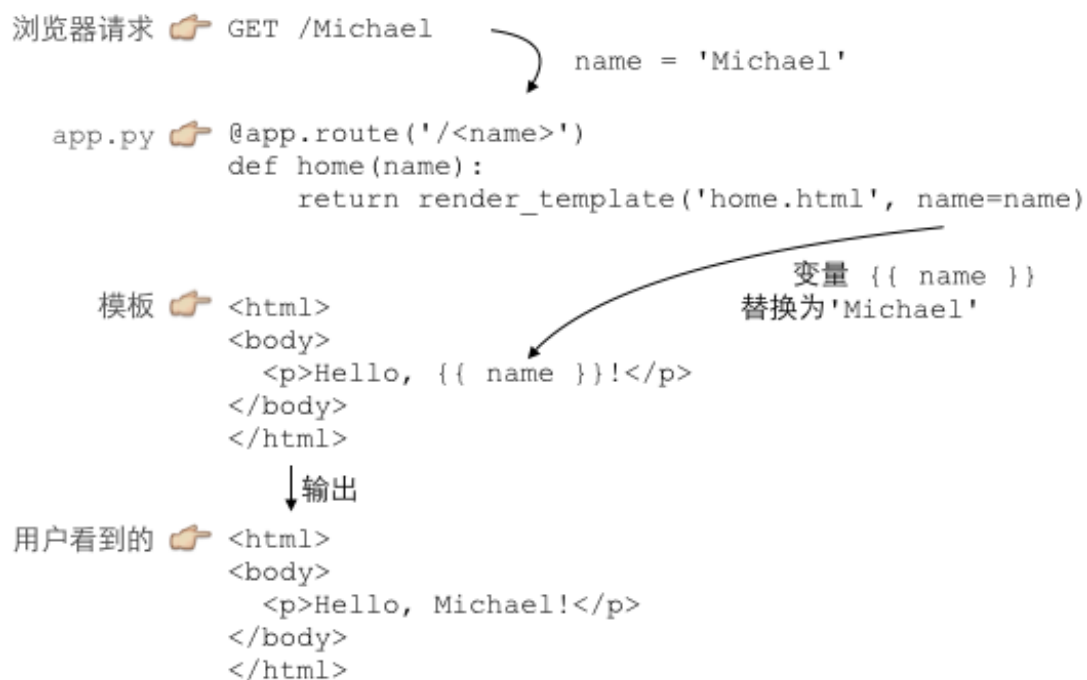 浏览器请求 👉 GET /Michael
name = 'Michael'
app.py 👉 @app.route('/<name>')
def home(name):
return render_template('home.html', name=name)
变量 {{ name }}
替换为'Michael'
模板 👉 <html>
<body>
<p>Hello, {{ name }}!</p>
</body>
</html>
输出
用户看到的 👉 <html>
<body>
<p>Hello, Michael!</p>
</body>
</html>